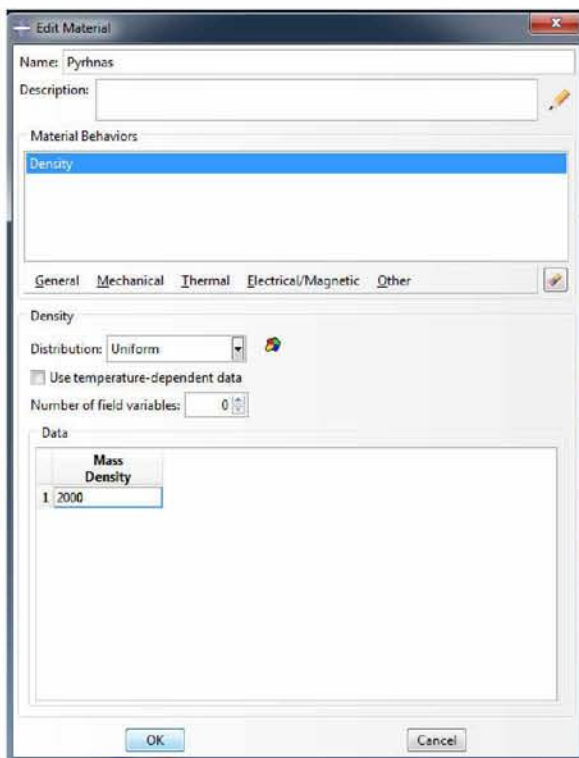 Edit Material
Name: Pyrhnas
Description:
Material Behaviors
Density
General Mechanical Thermal Electrical/Magnetic Other
Density
Distribution: Uniform
Use temperature-dependent data
Number of field variables: 0
Data
Mass
Density
1 2000
OK Cancel